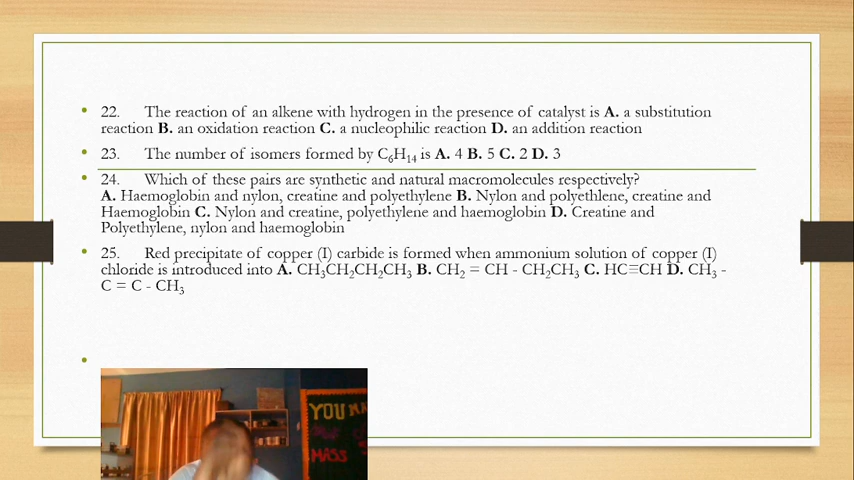 22. The reaction of an alkene with hydrogen in the presence of catalyst is A. a substitution
reaction B. an oxidation reaction C. a nucleophilic reaction D. an addition reaction
23. The number of isomers formed by C₆H₁₄ is A. 4 B. 5 C. 2 D. 3
24. Which of these pairs are synthetic and natural macromolecules respectively?
A. Haemoglobin and nylon, creatine and polyethylene B. Nylon and polyethlene, creatine and
Haemoglobin C. Nylon and creatine, polyethylene and haemoglobin D. Creatine and
Polyethylene, nylon and haemoglobin
25. Red precipitate of copper (I) carbide is formed when ammonium solution of copper (I)
chloride is introduced into A. CH₃CH₂CH₂CH₃ B. CH₂ = CH - CH₂CH₃ C. HC≡CH D. CH₃ -
C = C - CH₃
YOU
MASS